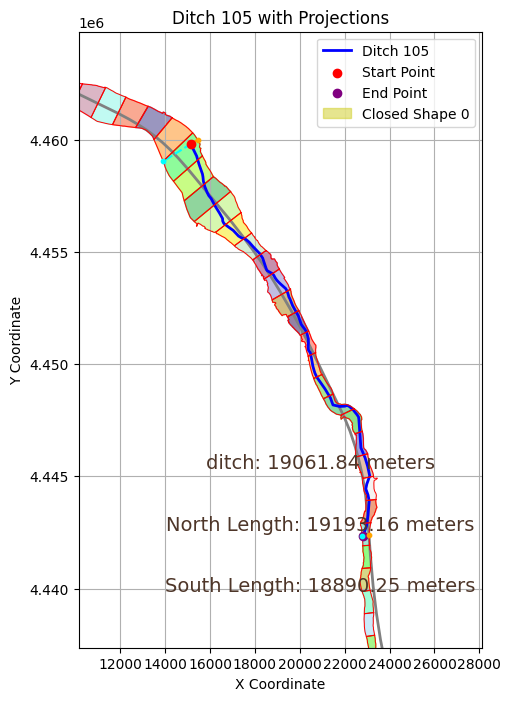 Ditch 105 with Projections
1e6
Ditch 105
Start Point
End Point
Closed Shape 0
4.460
4.455
4.450
4.445
4.440
Y Coordinate
ditch: 19061.84 meters
North Length: 19193.16 meters
South Length: 18890.25 meters
12000 14000 16000 18000 20000 22000 24000 26000 28000
X Coordinate